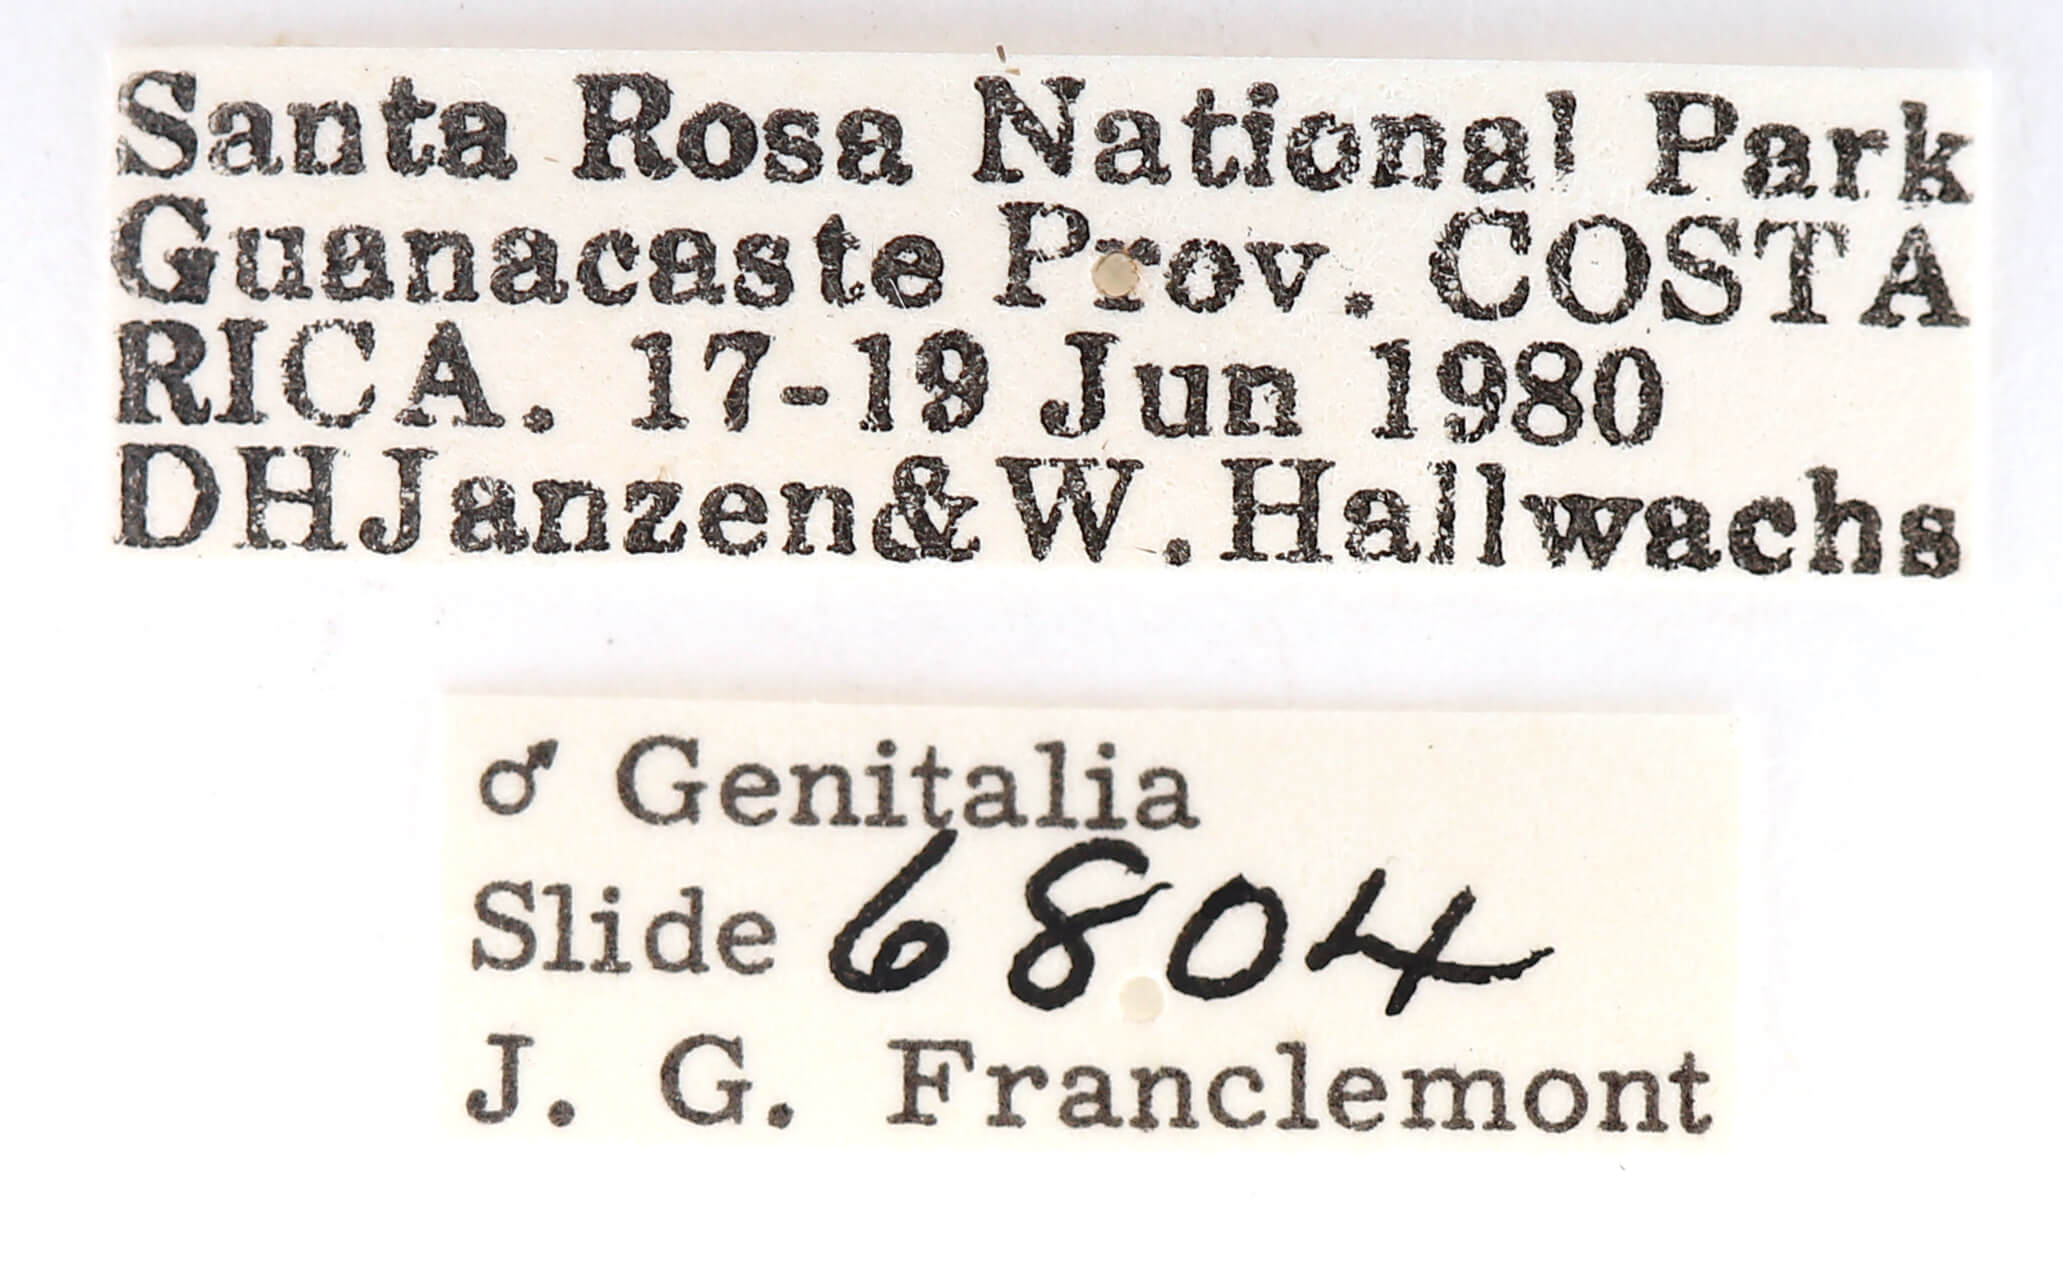 Santa Rosa National Park
Guanacaste Prov. COSTA
RICA. 17-19 Jun 1980
DHJanzen& W. Hallwachs
♂ Genitalia
Slide 6804
J. G. Franclemont